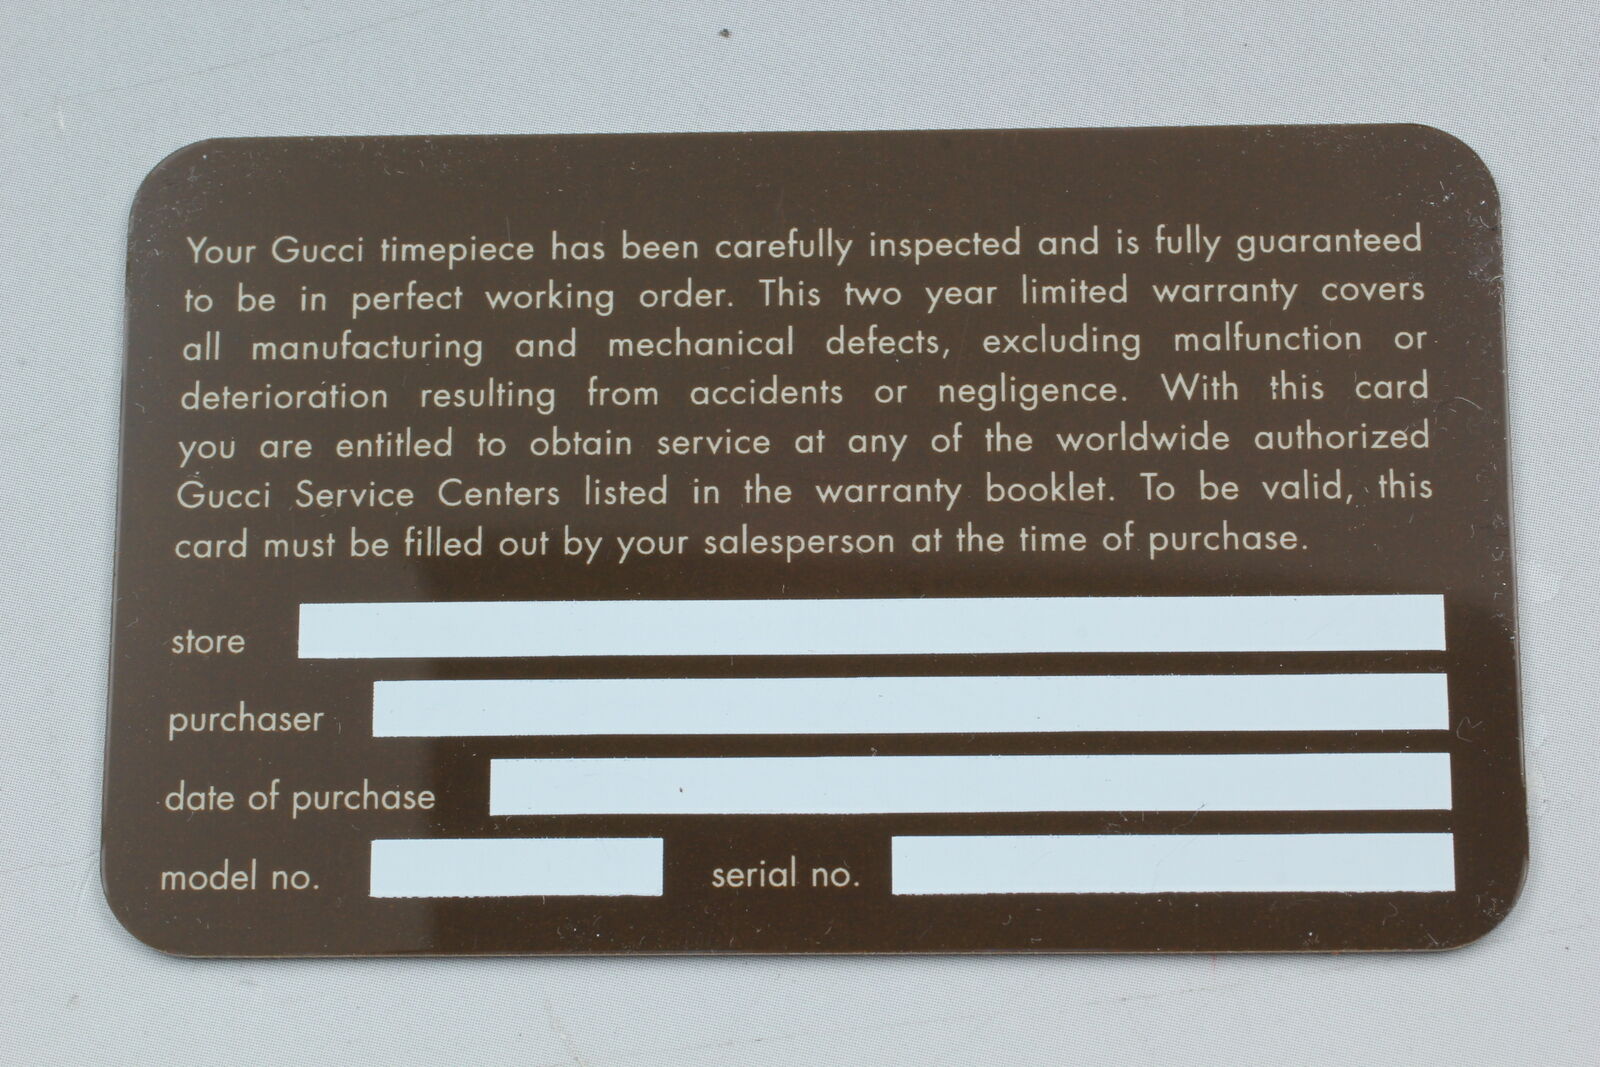 Your Gucci timepiece has been carefully inspected and is fully guaranteed
to be in perfect working order. This two year limited warranty covers
all manufacturing and mechanical defects, excluding malfunction or
deterioration resulting from accidents or negligence. With this card
you are entitled to obtain service at any of the worldwide authorized
Gucci Service Centers listed in the warranty booklet. To be valid, this
card must be filled out by your salesperson at the time of purchase.
store
purchaser
date of purchase
model no. serial no.